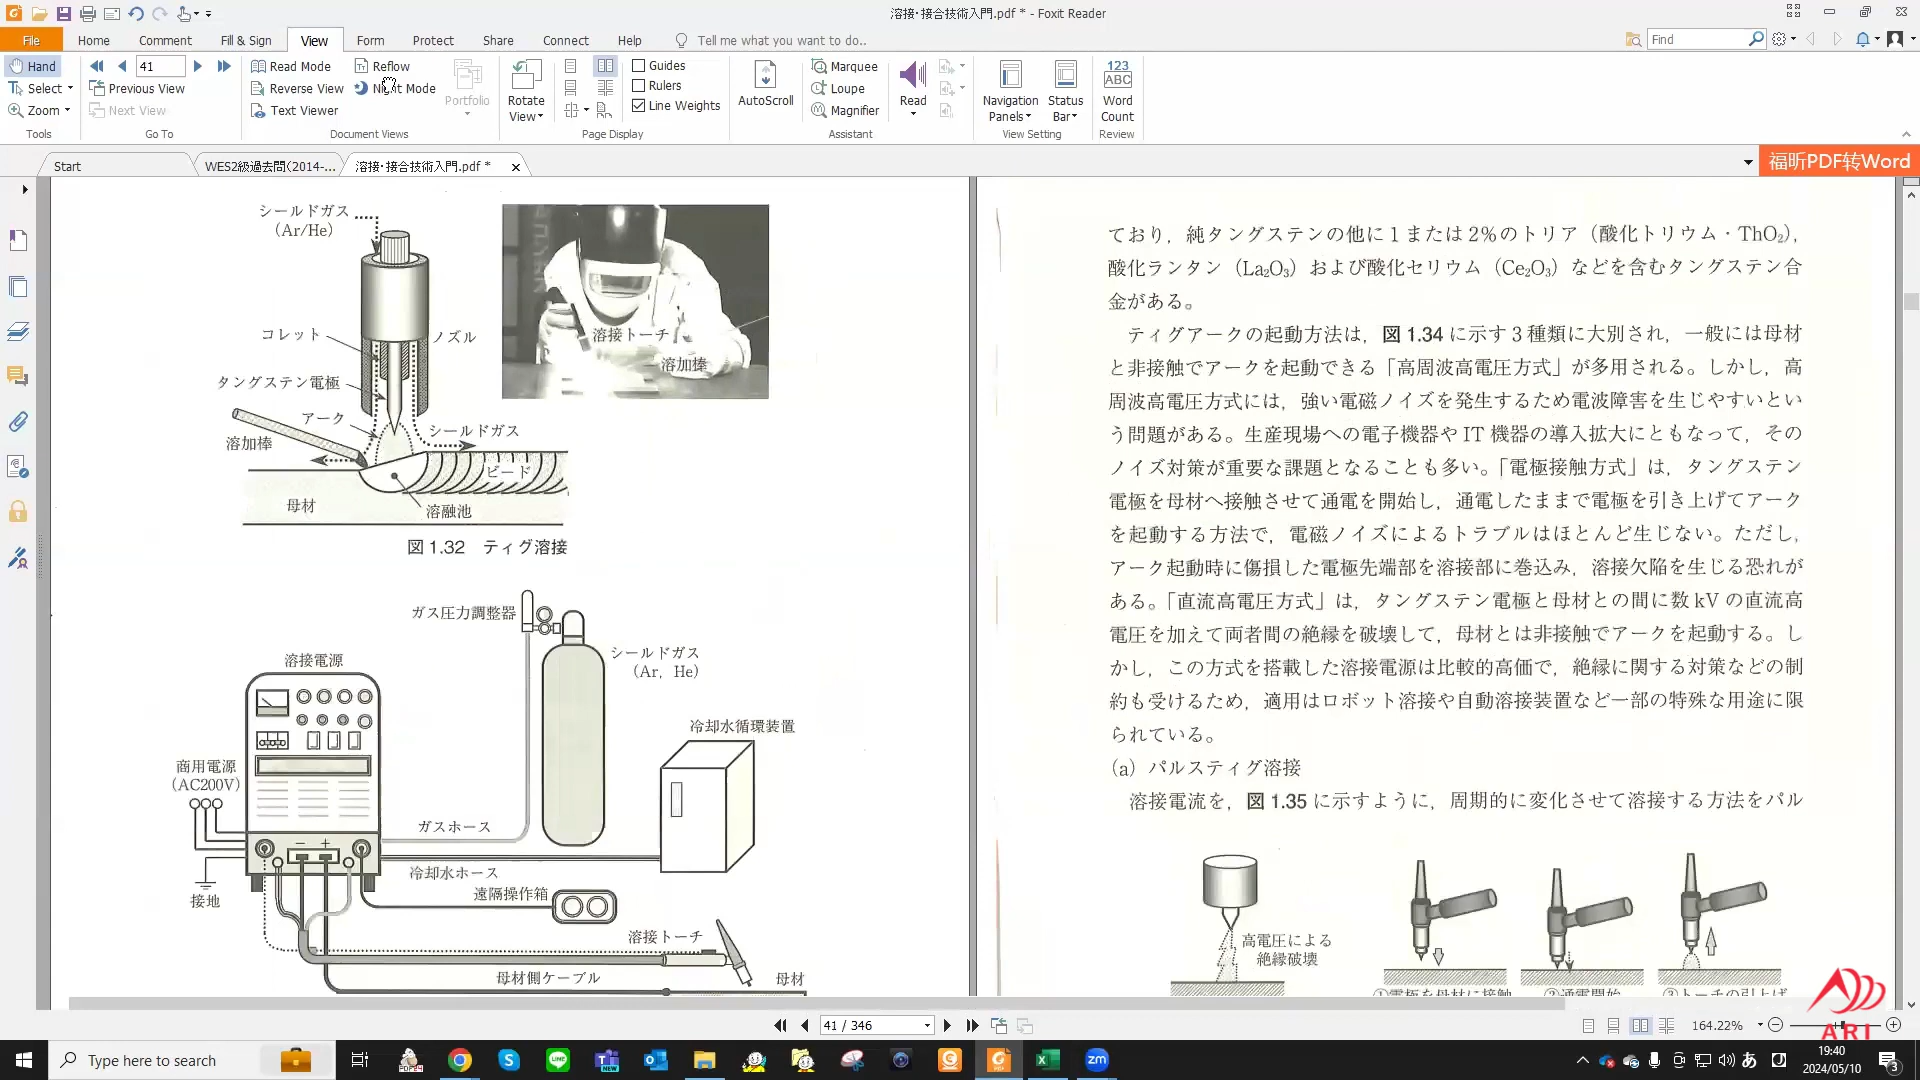 溶接・接合技術入門.pdf * - Foxit Reader
File
Home
Comment
Fill & Sign
View
Form
Protect
Share
Connect
Help
Tell me what you want to do..
Find
Hand
41
Read Mode
Reflow
Guides
Marquee
Select
Previous View
Reverse View
Night Mode
Rulers
Loupe
Zoom
Next View
Text Viewer
Portfolio
Rotate View
Line Weights
AutoScroll
Magnifier
Read
Navigation Panels
Status Bar
123 ABC
Word Count
Tools
Go To
Document Views
Page Display
Assistant
View Setting
Review
Start
WES2級過去問(2014-...
溶接・接合技術入門.pdf *
福昕PDF转Word
シールドガス
(Ar/He)
コレット
ノズル
タングステン電極
アーク
溶加棒
シールドガス
ビード
母材
溶融池
溶接トーチ
溶加棒
図 1.32 ティグ溶接
ガス圧力調整器
シールドガス
(Ar, He)
溶接電源
冷却水循環装置
商用電源
(AC200V)
ガスホース
冷却水ホース
接地
遠隔操作箱
溶接トーチ
母材側ケーブル
母材
ており，純タングステンの他に1または2%のトリア（酸化トリウム・ThO₂），
酸化ランタン（La₂O₃）および酸化セリウム（Ce₂O₃）などを含むタングステン合
金がある。
ティグアークの起動方法は，図 1.34 に示す3種類に大別され，一般には母材
と非接触でアークを起動できる「高周波高電圧方式」が多用される。しかし，高
周波高電圧方式には，強い電磁ノイズを発生するため電波障害を生じやすいとい
う問題がある。生産現場への電子機器や IT 機器の導入拡大にともなって，その
ノイズ対策が重要な課題となることも多い。「電極接触方式」は，タングステン
電極を母材へ接触させて通電を開始し，通電したままで電極を引き上げてアーク
を起動する方法で，電磁ノイズによるトラブルはほとんど生じない。ただし，
アーク起動時に傷損した電極先端部を溶接部に巻込み，溶接欠陥を生じる恐れが
ある。「直流高電圧方式」は，タングステン電極と母材との間に数 kV の直流高
電圧を加えて両者間の絶縁を破壊して，母材とは非接触でアークを起動する。し
かし，この方式を搭載した溶接電源は比較的高価で，絶縁に関する対策などの制
約も受けるため，適用はロボット溶接や自動溶接装置など一部の特殊な用途に限
られている。
(a) パルスティグ溶接
溶接電流を，図 1.35 に示すように，周期的に変化させて溶接する方法をパル
高電圧による
絶縁破壊
①電極を母材に接触
②通電開始
③トーチの引上げ
ARI
41 / 346
164.22%
Type here to search
あ
19:40
2024/05/10
3